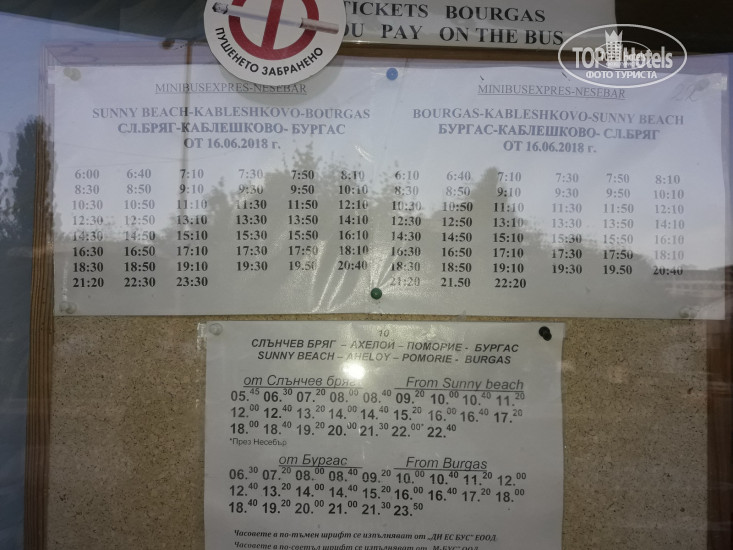 ПУШЕНЕТО ЗАБРАНЕНО
TICKETS BOURGAS
YOU PAY ON THE BUS
TOP Hotels
ФОТО ТУРИСТА
MINIBUSEXPRES-NESEBAR
SUNNY BEACH-KABLESHKOVO-BOURGAS
СЛ.БРЯГ-КАБЛЕШКОВО- БУРГАС
ОТ 16.06.2018 г.
6:00 6:40 7:10 7:30 7:50 8:10
8:30 8:50 9:10 9:30 9:50 10:10
10:30 10:50 11:10 11:30 11:50 12:10
12:30 12:50 13:10 13:30 13:50 14:10
14:30 14:50 15:10 15:30 15:50 16:10
16:30 16:50 17:10 17:30 17:50 18:10
18:30 18:50 19:10 19:30 19.50 20:40
21:20 22:30 23:30
MINIBUSEXPRES-NESEBAR
BOURGAS-KABLESHKOVO-SUNNY BEACH
БУРГАС-КАБЛЕШКОВО- СЛ.БРЯГ
ОТ 16.06.2018 г.
6:10 6:40 7:10 7:30 7:50 8:10
8:30 8:50 9:10 9:30 9:50 10:10
10:30 10:50 11:10 11:30 11:50 12:10
12:30 12:50 13:10 13:30 13:50 14:10
14:30 14:50 15:10 15:30 15:50 16:10
16:30 16:50 17:10 17:30 17:50 18:10
18:30 18:50 19:10 19:30 19.50 20:40
21:20 21.50 22:20
10
СЛЪНЧЕВ БРЯГ – АХЕЛОЙ – ПОМОРИЕ - БУРГАС
SUNNY BEACH – AHELOY – POMORIE - BURGAS
от Слънчев бряг From Sunny beach
05.45 06.30 07.20 08.00 08.40 09.20 10.00 10.40 11.20
12.00 12.40 13.20 14.00 14.40 15.20 16.00 16.40 17.20
18.00 18.40 19.20 20.00 21.30 22.00* 22.40
*През Несебър
от Бургас From Burgas
06.30 07.20 08.00 08.40 09.20 10.00 10.40 11.20 12.00
12.40 13.20 14.00 14.40 15.20 16.00 16.40 17.20 18.00
18.40 19.20 20.00 21.00 21.30 23.50
Часовете в по-тъмен шрифт се изпълняват от „ДИ ЕС БУС" ЕООД.
Часовете в по-светъл шрифт се изпълняват от „М-БУС" ООД